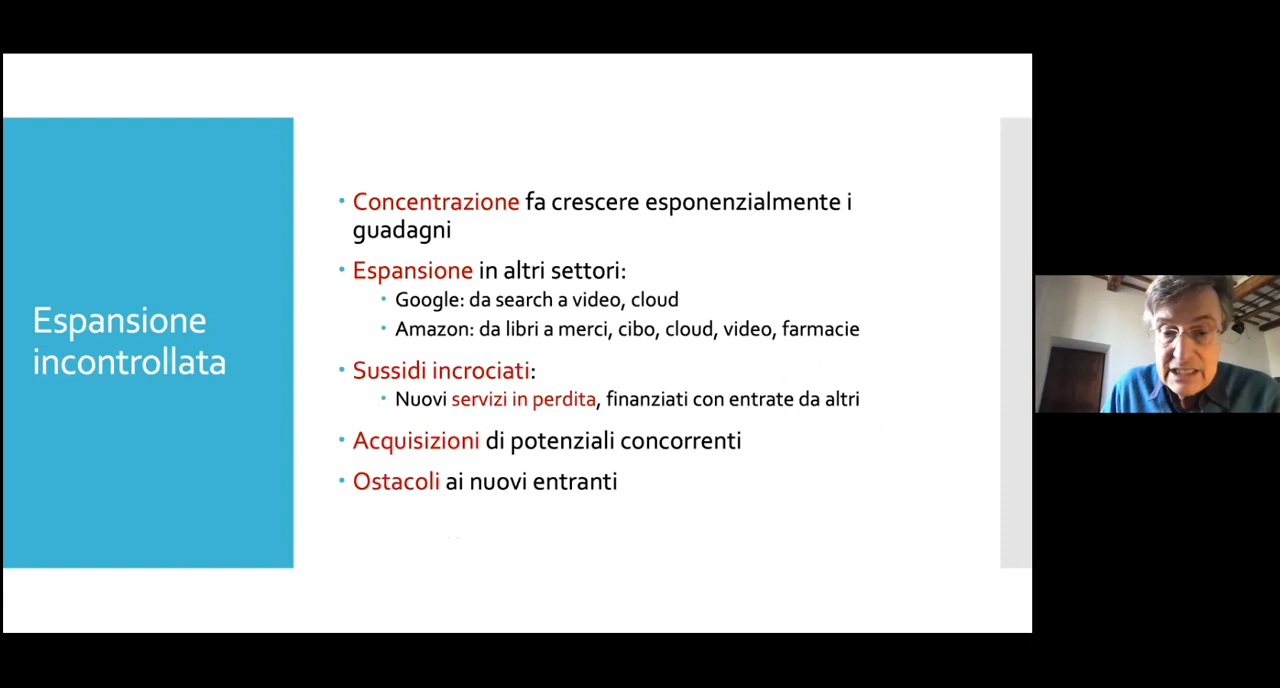 Espansione
incontrollata
• Concentrazione fa crescere esponenzialmente i
guadagni
• Espansione in altri settori:
• Google: da search a video, cloud
• Amazon: da libri a merci, cibo, cloud, video, farmacie
• Sussidi incrociati:
• Nuovi servizi in perdita, finanziati con entrate da altri
• Acquisizioni di potenziali concorrenti
• Ostacoli ai nuovi entranti